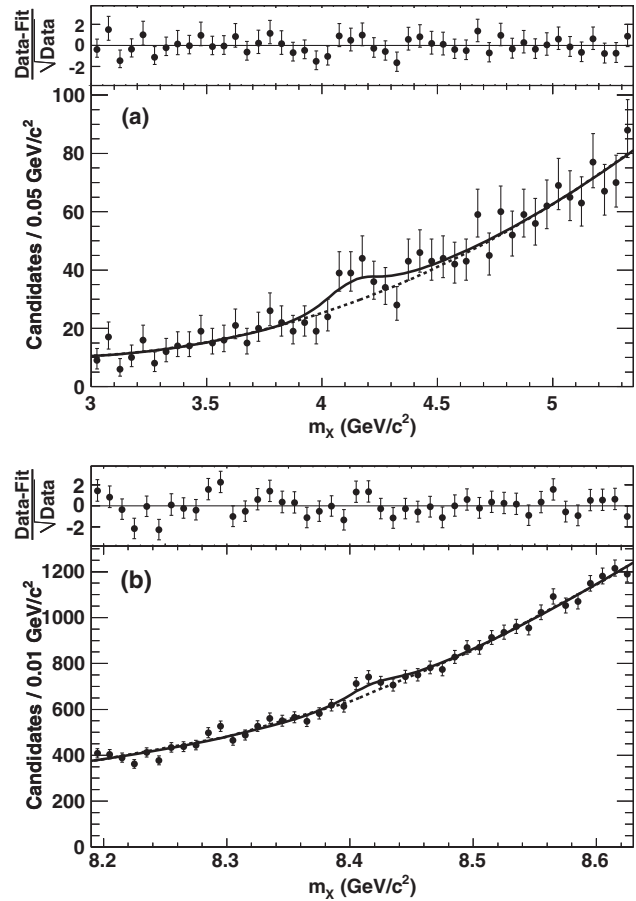 Data-Fit
√Data
2
0
-2
(a)
Candidates / 0.05 GeV/c²
100
80
60
40
20
0
3 3.5 4 4.5 5
mX (GeV/c²)
Data-Fit
√Data
2
0
-2
(b)
Candidates / 0.01 GeV/c²
1200
1000
800
600
400
200
0
8.2 8.3 8.4 8.5 8.6
mX (GeV/c²)